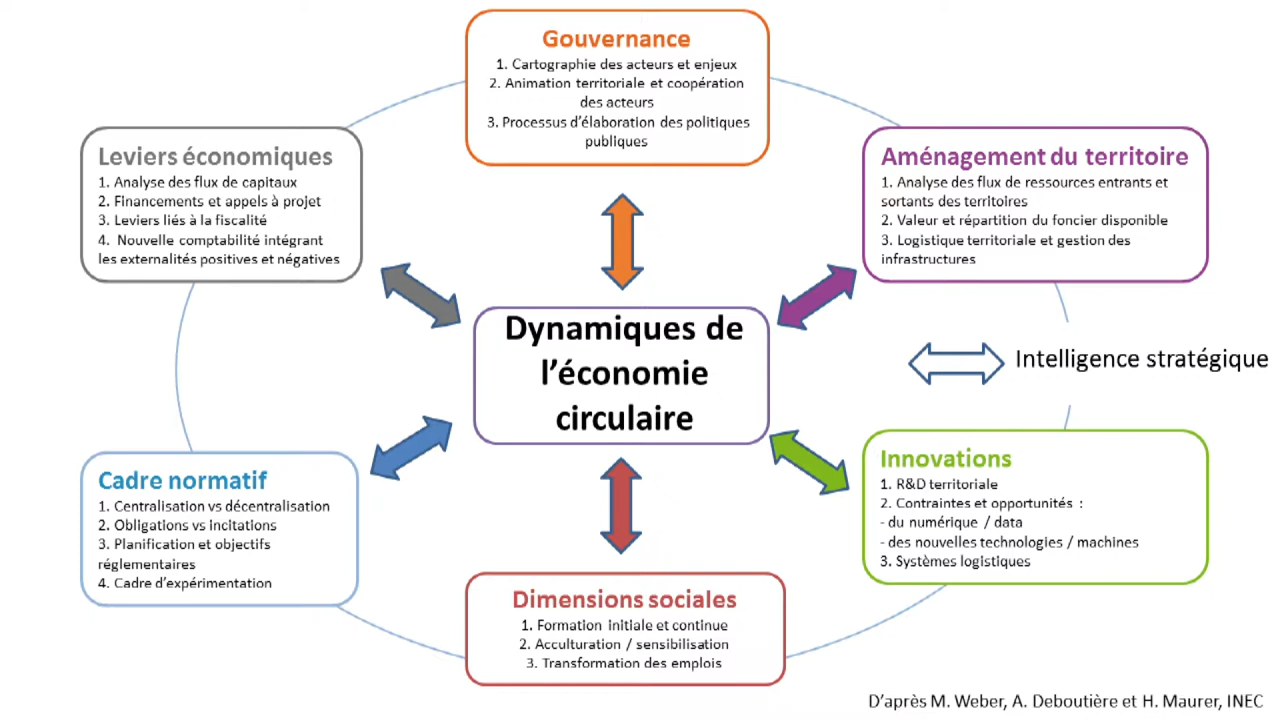 Gouvernance
1. Cartographie des acteurs et enjeux
2. Animation territoriale et coopération
des acteurs
3. Processus d'élaboration des politiques
publiques
Leviers économiques
1. Analyse des flux de capitaux
2. Financements et appels à projet
3. Leviers liés à la fiscalité
4. Nouvelle comptabilité intégrant
les externalités positives et négatives
Aménagement du territoire
1. Analyse des flux de ressources entrants et
sortants des territoires
2. Valeur et répartition du foncier disponible
3. Logistique territoriale et gestion des
infrastructures
Dynamiques de
l'économie
circulaire
Intelligence stratégique
Cadre normatif
1. Centralisation vs décentralisation
2. Obligations vs incitations
3. Planification et objectifs
réglementaires
4. Cadre d'expérimentation
Innovations
1. R&D territoriale
2. Contraintes et opportunités :
- du numérique / data
- des nouvelles technologies / machines
3. Systèmes logistiques
Dimensions sociales
1. Formation initiale et continue
2. Acculturation / sensibilisation
3. Transformation des emplois
D'après M. Weber, A. Deboutière et H. Maurer, INEC